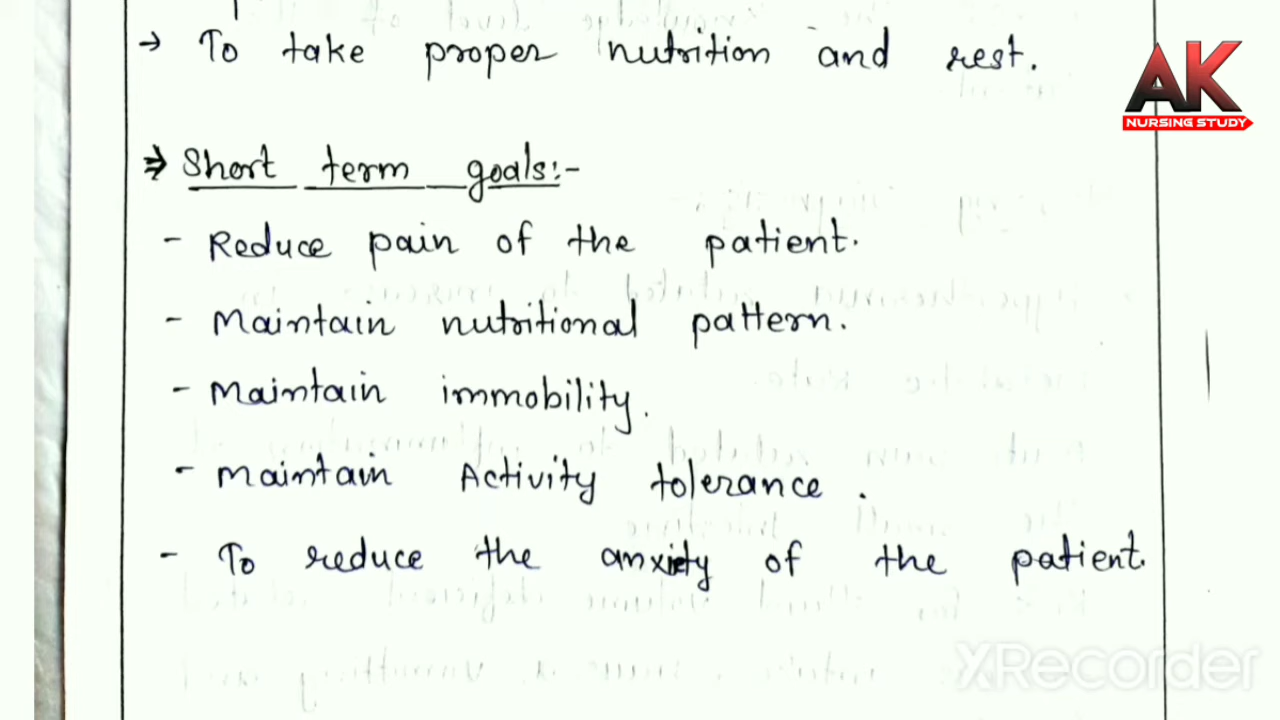 → To take proper nutrition and rest.
AK
NURSING STUDY
⇒ Short term goals:-
- Reduce pain of the patient.
- Maintain nutritional pattern.
- Maintain immobility.
- Maintain Activity tolerance.
- To reduce the anxiety of the patient.
XRecorder